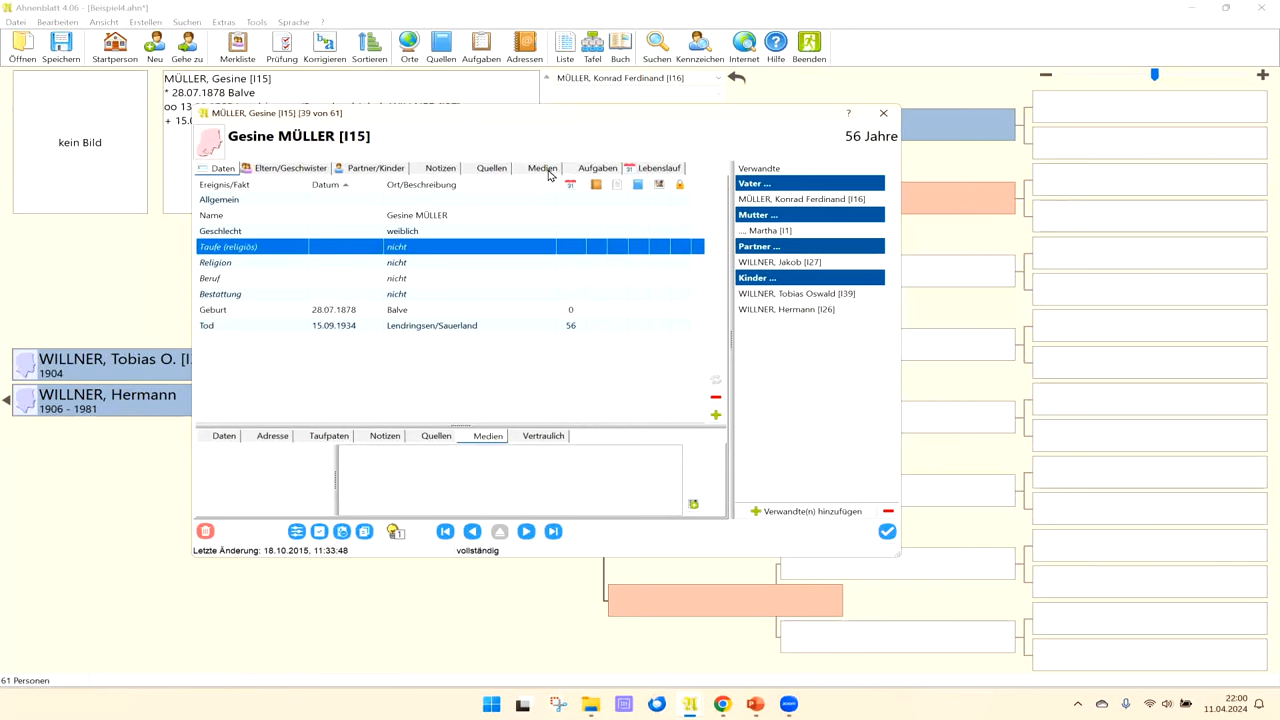 Ahnenblatt 4.06 - [Beispiel4.ahn*]
Datei Bearbeiten Ansicht Erstellen Suchen Extras Tools Sprache ?
Öffnen Speichern Startperson Neu Gehe zu Merkliste Prüfung Korrigieren Sortieren Orte Quellen Aufgaben Adressen Liste Tafel Buch Suchen Kennzeichen Internet Hilfe Beenden
kein Bild
MÜLLER, Gesine [I15]
* 28.07.1878 Balve
oo 13
+ 15.0
MÜLLER, Konrad Ferdinand [I16]
MÜLLER, Gesine [I15] [39 von 61]
?
Gesine MÜLLER [I15]
56 Jahre
Daten Eltern/Geschwister Partner/Kinder Notizen Quellen Medien Aufgaben Lebenslauf
Ereignis/Fakt Datum Ort/Beschreibung
Allgemein
Name Gesine MÜLLER
Geschlecht weiblich
Taufe (religiös) nicht
Religion nicht
Beruf nicht
Bestattung nicht
Geburt 28.07.1878 Balve 0
Tod 15.09.1934 Lendringsen/Sauerland 56
Verwandte
Vater ...
MÜLLER, Konrad Ferdinand [I16]
Mutter ...
..., Martha [I1]
Partner ...
WILLNER, Jakob [I27]
Kinder ...
WILLNER, Tobias Oswald [I39]
WILLNER, Hermann [I26]
WILLNER, Tobias O. [I
1904
WILLNER, Hermann
1906 - 1981
Daten Adresse Taufpaten Notizen Quellen Medien Vertraulich
Verwandte(n) hinzufügen
1
Letzte Änderung: 18.10.2015, 11:33:48 vollständig
61 Personen
zoom
22:00
11.04.2024